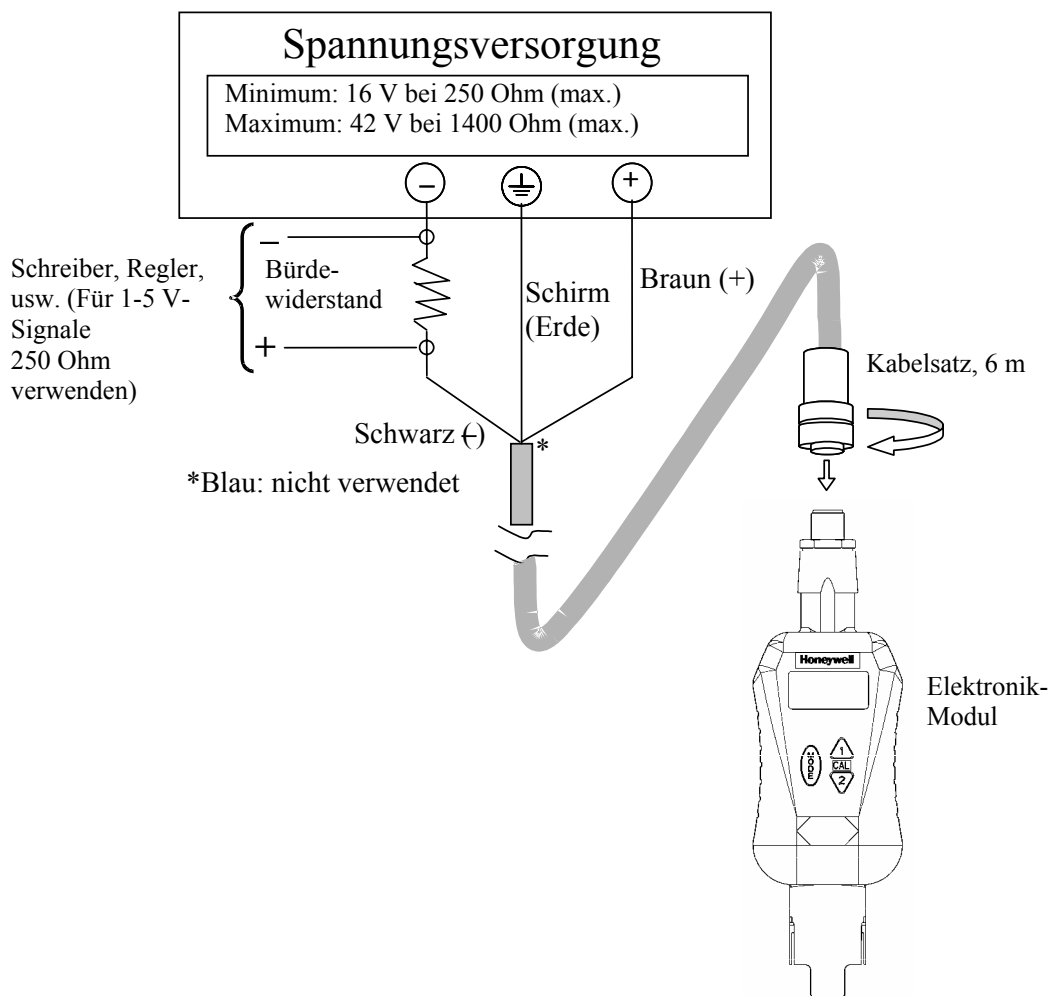 Spannungsversorgung
Minimum: 16 V bei 250 Ohm (max.)
Maximum: 42 V bei 1400 Ohm (max.)
−
+
Schreiber, Regler,
usw. (Für 1-5 V-
Signale
250 Ohm
verwenden)
−
+
Bürde-
widerstand
Schirm
(Erde)
Braun (+)
Kabelsatz, 6 m
Schwarz (-)
*
*Blau: nicht verwendet
Honeywell
MODE
1
CAL
2
Elektronik-
Modul